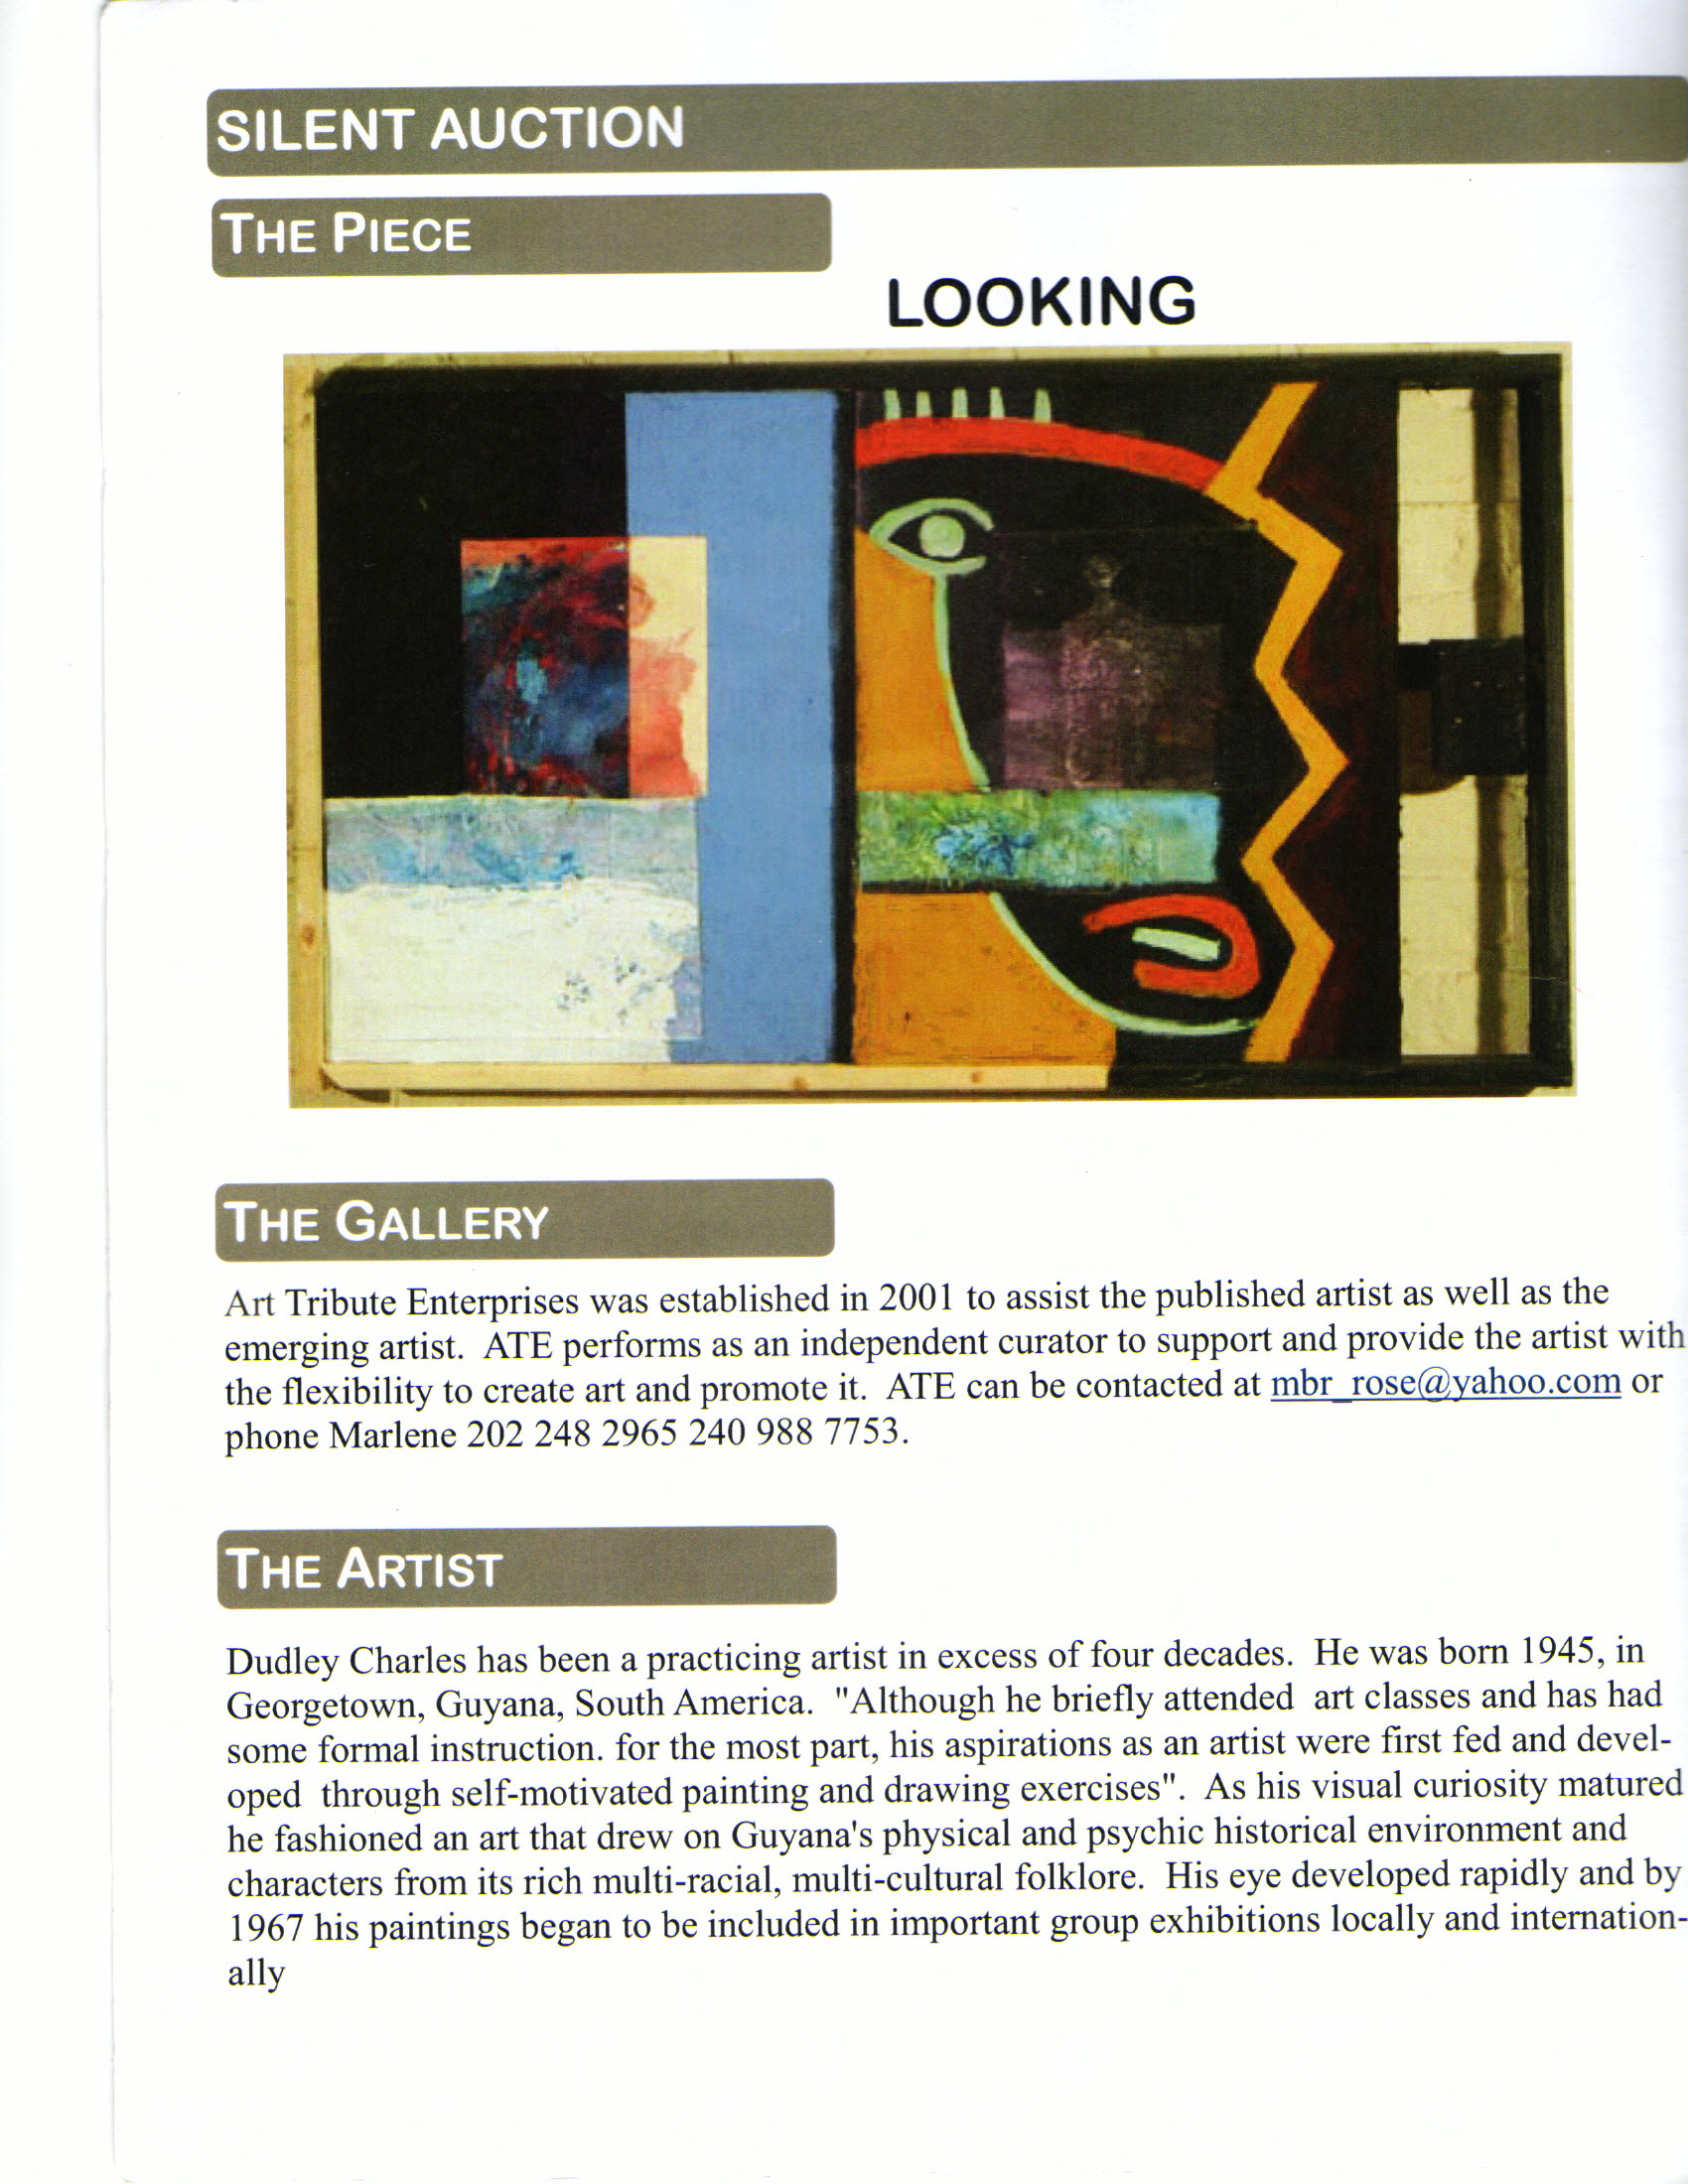 SILENT AUCTION
THE PIECE
LOOKING
THE GALLERY
Art Tribute Enterprises was established in 2001 to assist the published artist as well as the
emerging artist.  ATE performs as an independent curator to support and provide the artist with
the flexibility to create art and promote it.  ATE can be contacted at mbr_rose@yahoo.com or
phone Marlene 202 248 2965 240 988 7753.
THE ARTIST
Dudley Charles has been a practicing artist in excess of four decades.  He was born 1945, in
Georgetown, Guyana, South America.  "Although he briefly attended  art classes and has had
some formal instruction. for the most part, his aspirations as an artist were first fed and devel-
oped  through self-motivated painting and drawing exercises".  As his visual curiosity matured
he fashioned an art that drew on Guyana's physical and psychic historical environment and
characters from its rich multi-racial, multi-cultural folklore.  His eye developed rapidly and by
1967 his paintings began to be included in important group exhibitions locally and internation-
ally